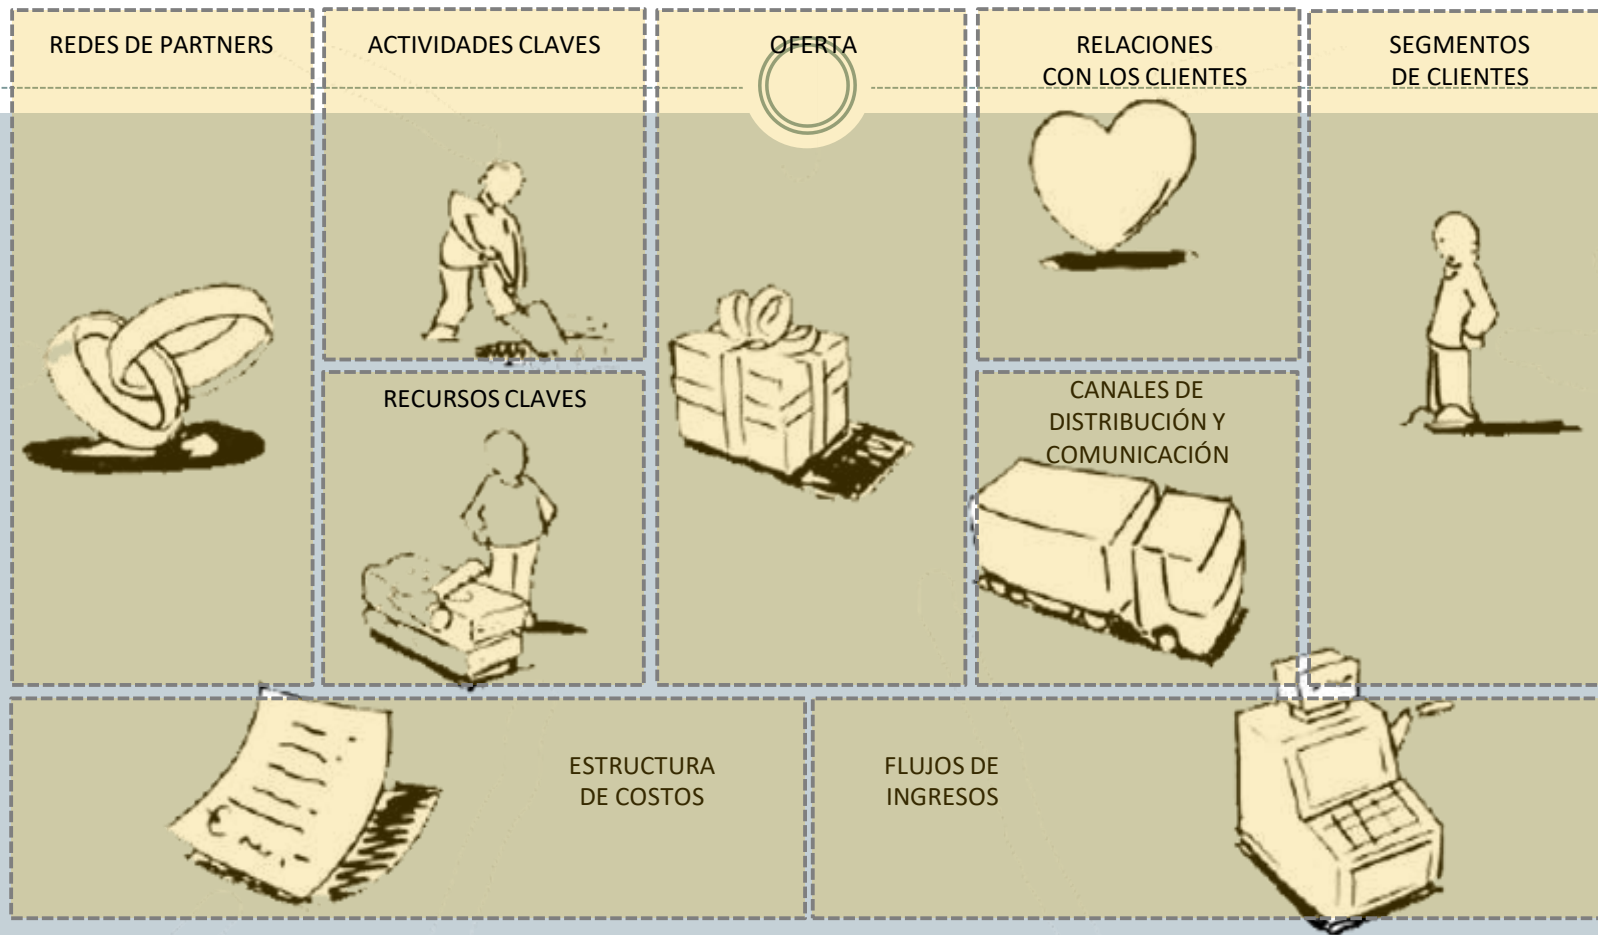 REDES DE PARTNERS
ACTIVIDADES CLAVES
OFERTA
RELACIONES
CON LOS CLIENTES
SEGMENTOS
DE CLIENTES
RECURSOS CLAVES
CANALES DE
DISTRIBUCIÓN Y
COMUNICACIÓN
ESTRUCTURA
DE COSTOS
FLUJOS DE
INGRESOS